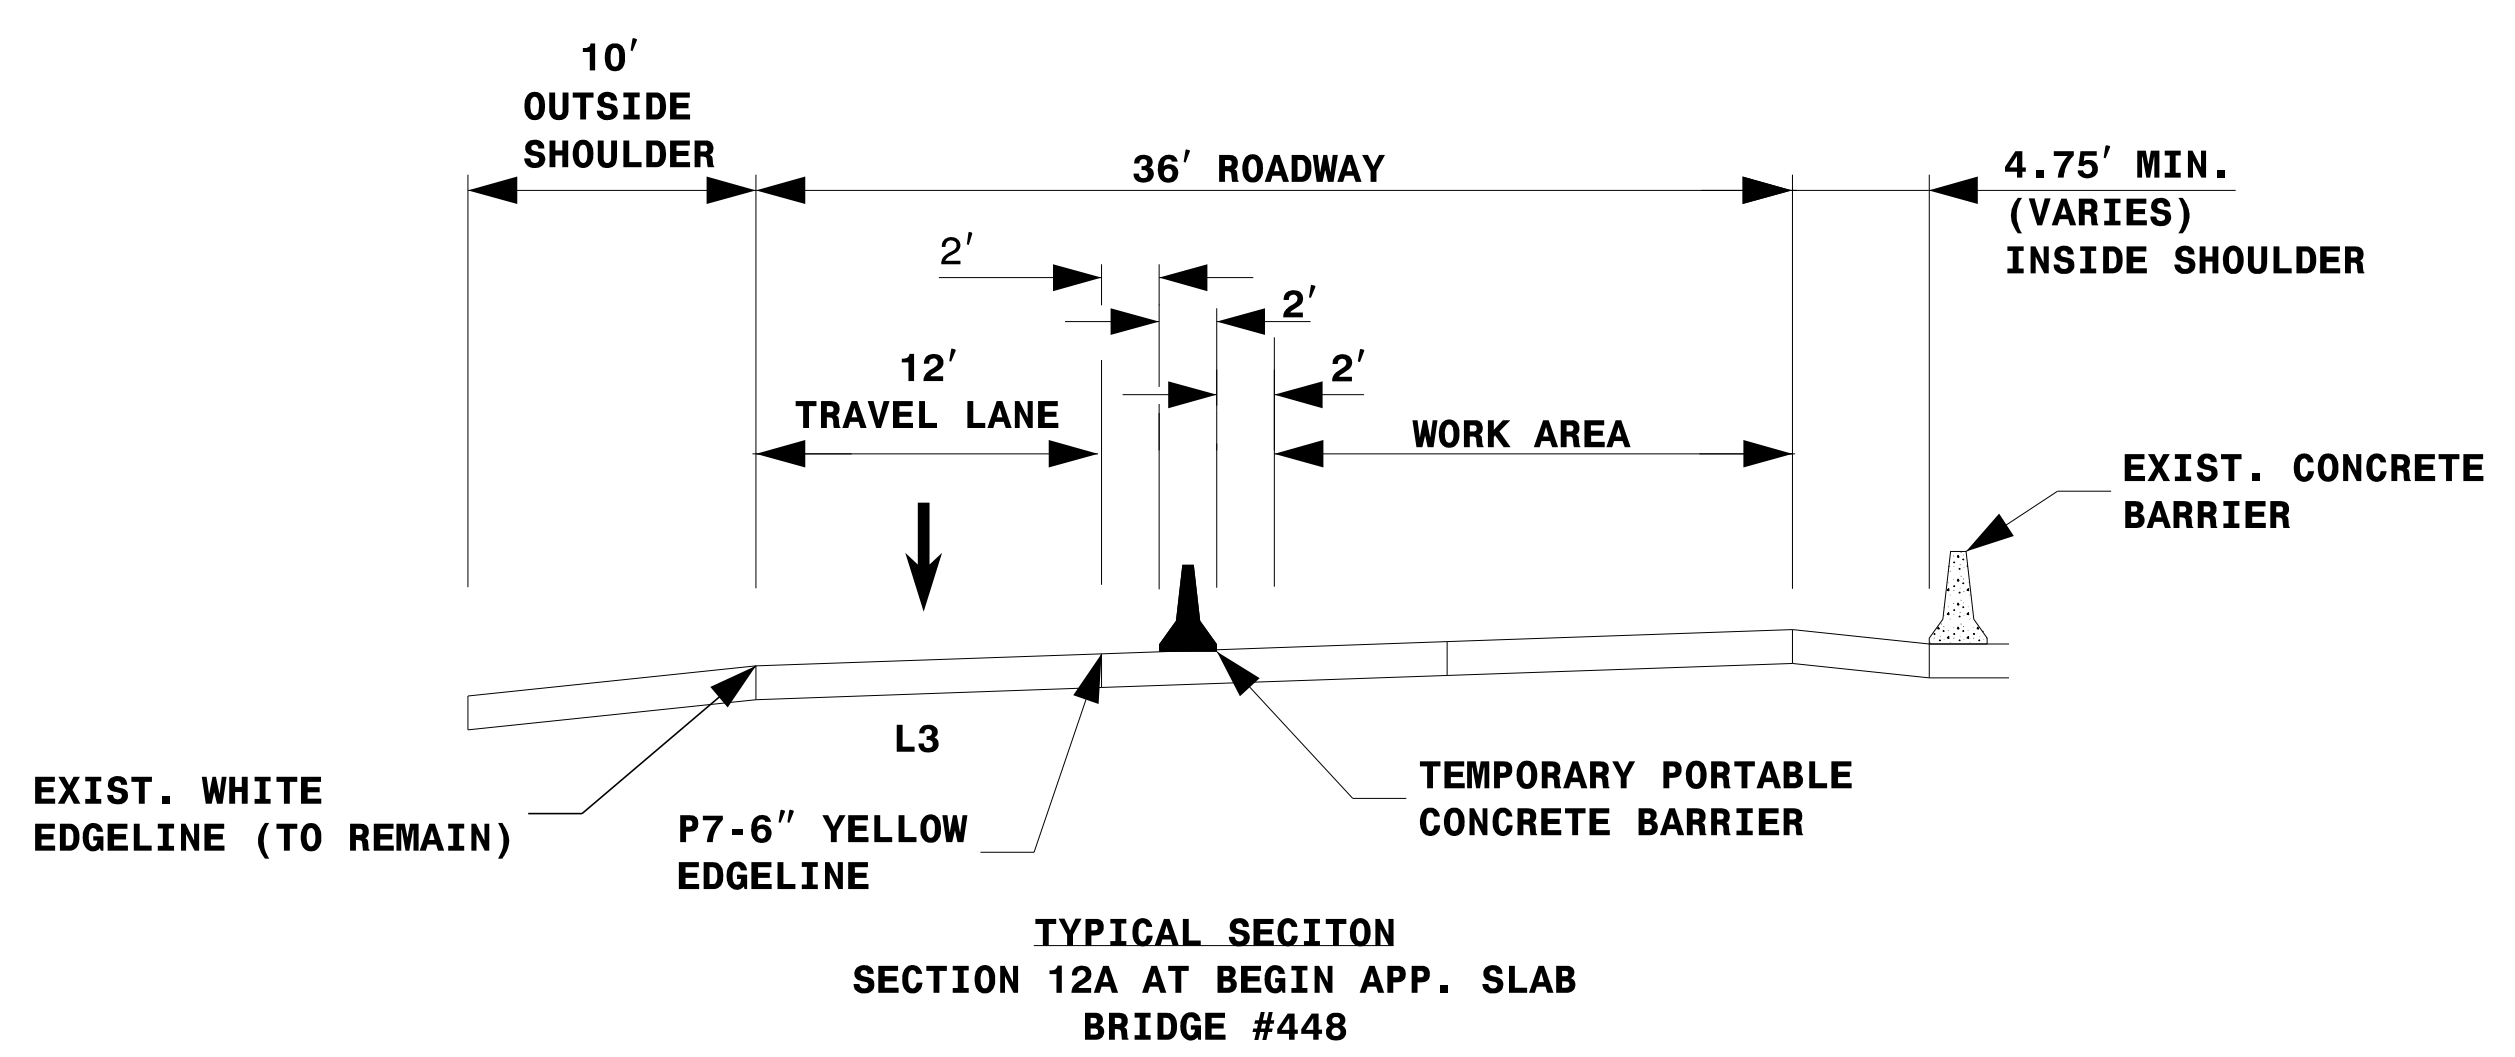 10'
OUTSIDE
SHOULDER
36' ROADWAY
4.75' MIN.
(VARIES)
INSIDE SHOULDER
2'
2'
12'
TRAVEL LANE
2'
WORK AREA
EXIST. CONCRETE
BARRIER
L3
EXIST. WHITE
EDGELINE (TO REMAIN)
P7-6'' YELLOW
EDGELINE
TEMPORARY PORTABLE
CONCRETE BARRIER
TYPICAL SECITON
SECTION 12A AT BEGIN APP. SLAB
BRIDGE #448